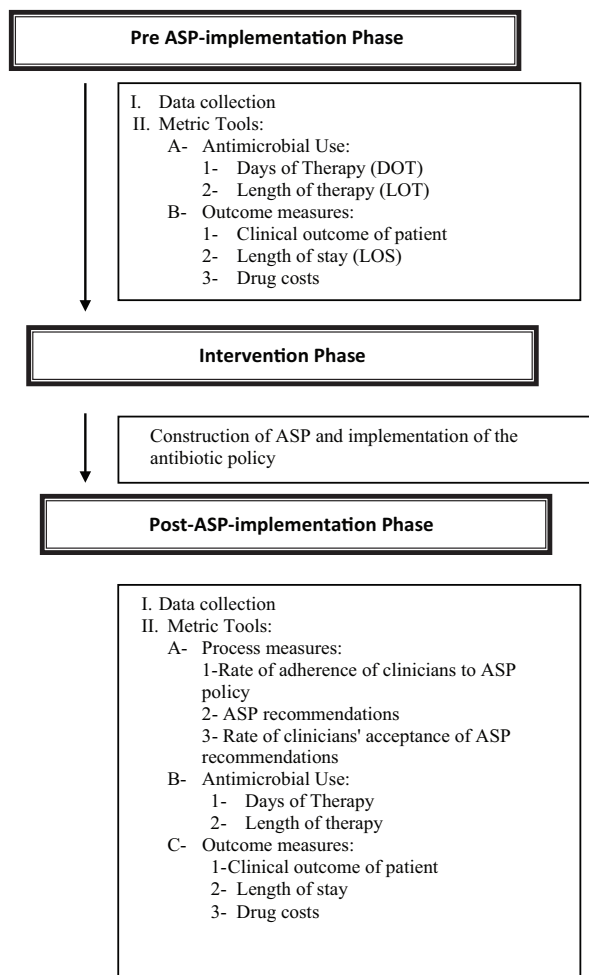 Pre ASP-implementation Phase
I. Data collection
II. Metric Tools:
A- Antimicrobial Use:
1- Days of Therapy (DOT)
2- Length of therapy (LOT)
B- Outcome measures:
1- Clinical outcome of patient
2- Length of stay (LOS)
3- Drug costs
Intervention Phase
Construction of ASP and implementation of the
antibiotic policy
Post-ASP-implementation Phase
I. Data collection
II. Metric Tools:
A- Process measures:
1-Rate of adherence of clinicians to ASP
policy
2- ASP recommendations
3- Rate of clinicians' acceptance of ASP
recommendations
B- Antimicrobial Use:
1- Days of Therapy
2- Length of therapy
C- Outcome measures:
1-Clinical outcome of patient
2- Length of stay
3- Drug costs